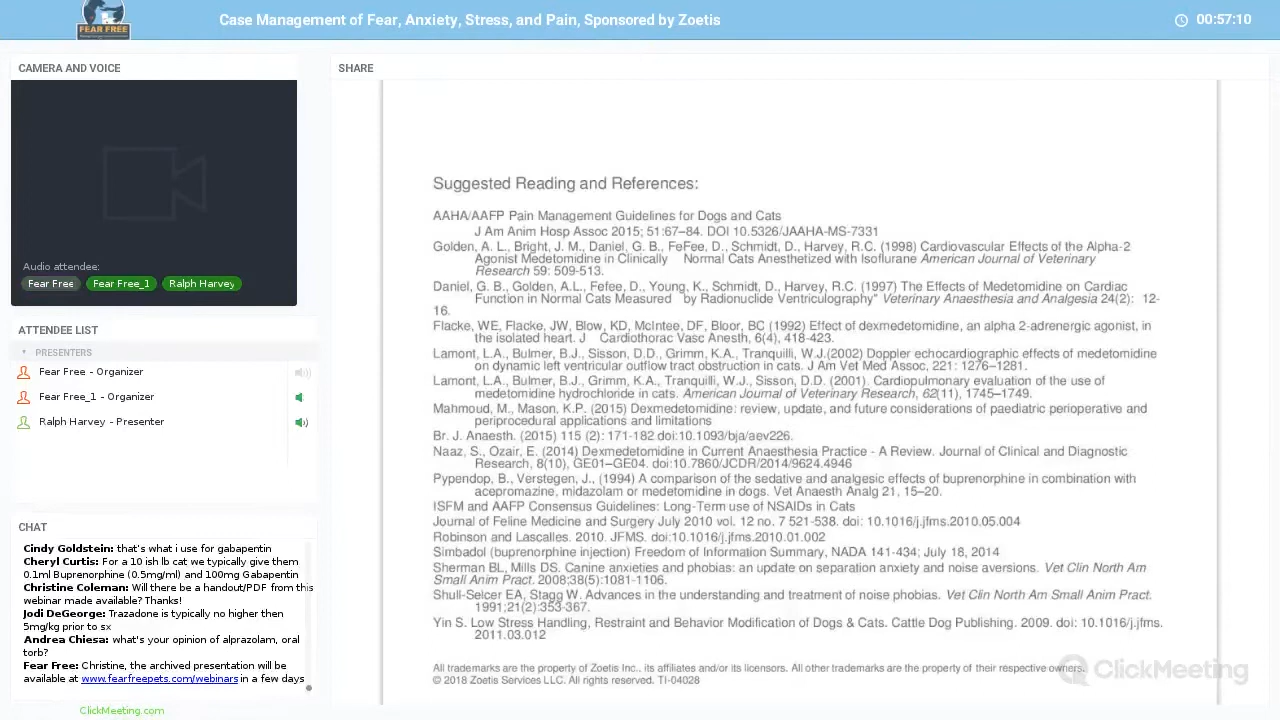 FEAR FREE
Case Management of Fear, Anxiety, Stress, and Pain, Sponsored by Zoetis
00:57:10
CAMERA AND VOICE
Audio attendee:
Fear Free Fear Free_1 Ralph Harvey
ATTENDEE LIST
PRESENTERS
Fear Free - Organizer
Fear Free_1 - Organizer
Ralph Harvey - Presenter
CHAT
Cindy Goldstein: that's what i use for gabapentin
Cheryl Curtis: For a 10 ish lb cat we typically give them
0.1ml Buprenorphine (0.5mg/ml) and 100mg Gabapentin
Christine Coleman: Will there be a handout/PDF from this
webinar made available? Thanks!
Jodi DeGeorge: Trazadone is typically no higher then
5mg/kg prior to sx
Andrea Chiesa: what's your opinion of alprazolam, oral
torb?
Fear Free: Christine, the archived presentation will be
available at www.fearfreepets.com/webinars in a few days
ClickMeeting.com
SHARE
Suggested Reading and References:
AAHA/AAFP Pain Management Guidelines for Dogs and Cats
J Am Anim Hosp Assoc 2015; 51:67–84. DOI 10.5326/JAAHA-MS-7331
Golden, A. L., Bright, J. M., Daniel, G. B., FeFee, D., Schmidt, D., Harvey, R.C. (1998) Cardiovascular Effects of the Alpha-2
Agonist Medetomidine in Clinically Normal Cats Anesthetized with Isoflurane American Journal of Veterinary
Research 59: 509-513.
Daniel, G. B., Golden, A.L., Fefee, D., Young, K., Schmidt, D., Harvey, R.C. (1997) The Effects of Medetomidine on Cardiac
Function in Normal Cats Measured by Radionuclide Ventriculography" Veterinary Anaesthesia and Analgesia 24(2): 12-
16.
Flacke, WE, Flacke, JW, Blow, KD, McIntee, DF, Bloor, BC (1992) Effect of dexmedetomidine, an alpha 2-adrenergic agonist, in
the isolated heart. J Cardiothorac Vasc Anesth, 6(4), 418-423.
Lamont, L.A., Bulmer, B.J., Sisson, D.D., Grimm, K.A., Tranquilli, W.J.(2002) Doppler echocardiographic effects of medetomidine
on dynamic left ventricular outflow tract obstruction in cats. J Am Vet Med Assoc, 221: 1276–1281.
Lamont, L.A., Bulmer, B.J., Grimm, K.A., Tranquilli, W.J., Sisson, D.D. (2001). Cardiopulmonary evaluation of the use of
medetomidine hydrochloride in cats. American Journal of Veterinary Research, 62(11), 1745–1749.
Mahmoud, M., Mason, K.P. (2015) Dexmedetomidine: review, update, and future considerations of paediatric perioperative and
periprocedural applications and limitations
Br. J. Anaesth. (2015) 115 (2): 171-182.doi:10.1093/bja/aev226.
Naaz, S., Ozair, E. (2014) Dexmedetomidine in Current Anaesthesia Practice - A Review. Journal of Clinical and Diagnostic
Research, 8(10), GE01–GE04. doi:10.7860/JCDR/2014/9624.4946
Pypendop, B., Verstegen, J., (1994) A comparison of the sedative and analgesic effects of buprenorphine in combination with
acepromazine, midazolam or medetomidine in dogs. Vet Anaesth Analg 21, 15–20.
ISFM and AAFP Consensus Guidelines: Long-Term use of NSAIDs in Cats
Journal of Feline Medicine and Surgery July 2010 vol. 12 no. 7 521-538. doi: 10.1016/j.jfms.2010.05.004
Robinson and Lascalles. 2010. JFMS. doi:10.1016/j.jfms.2010.01.002
Simbadol (buprenorphine injection) Freedom of Information Summary, NADA 141-434; July 18, 2014
Sherman BL, Mills DS. Canine anxieties and phobias: an update on separation anxiety and noise aversions. Vet Clin North Am
Small Anim Pract. 2008;38(5):1081-1106.
Shull-Selcer EA, Stagg W. Advances in the understanding and treatment of noise phobias. Vet Clin North Am Small Anim Pract.
1991;21(2):353-367.
Yin S. Low Stress Handling, Restraint and Behavior Modification of Dogs & Cats. Cattle Dog Publishing. 2009. doi: 10.1016/j.jfms.
2011.03.012
All trademarks are the property of Zoetis Inc., its affiliates and/or its licensors. All other trademarks are the property of their respective owners.
© 2018 Zoetis Services LLC. All rights reserved. TI-04028
ClickMeeting